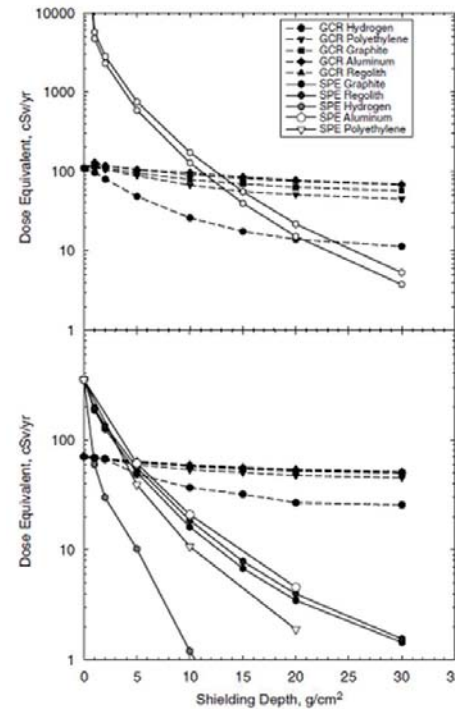 10000
1000
100
10
1
Dose Equivalent, cSv/yr
GCR Hydrogen
GCR Polyethylene
GCR Graphite
GCR Aluminum
GCR Regolith
SPE Graphite
SPE Regolith
SPE Hydrogen
SPE Aluminum
SPE Polyethylene
100
10
1
Dose Equivalent, cSv/yr
0 5 10 15 20 25 30 35
Shielding Depth, g/cm²